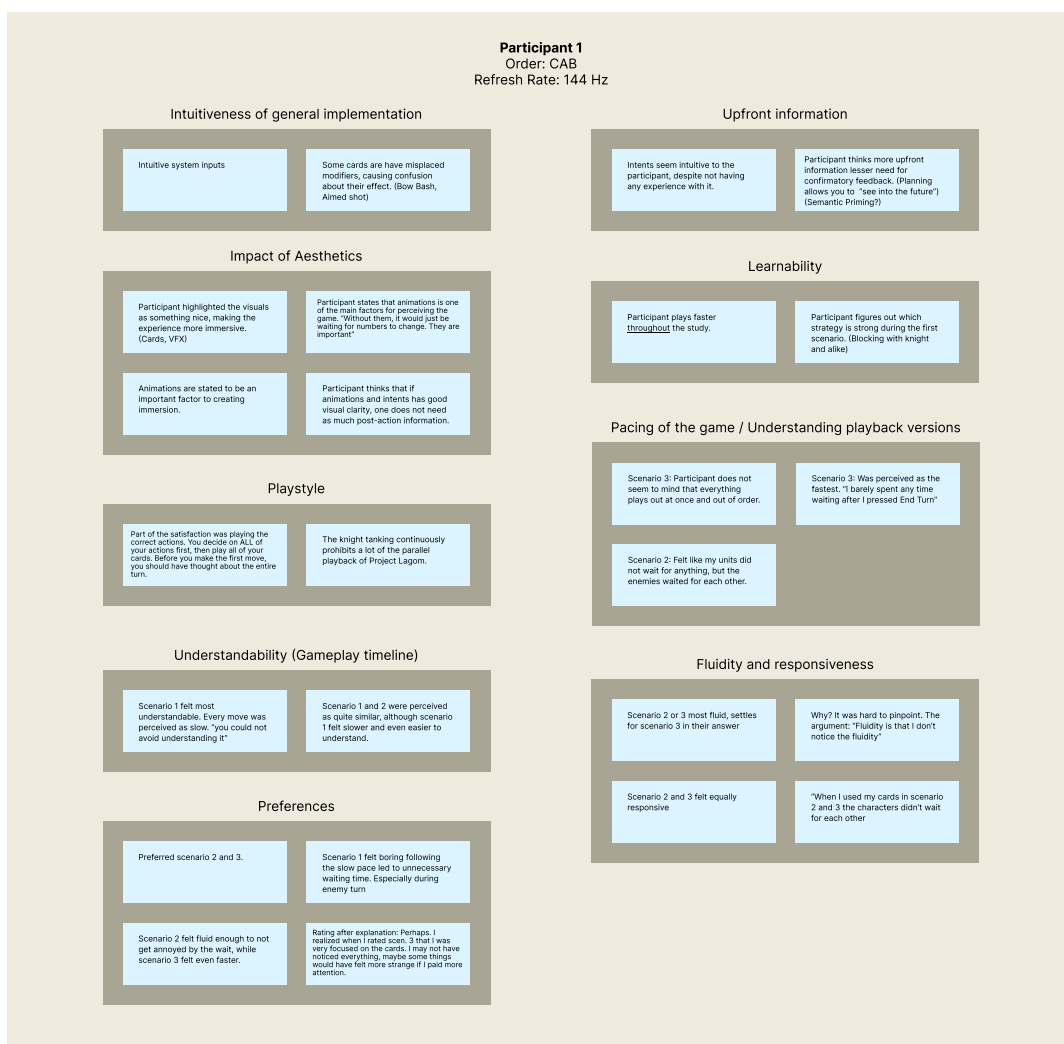 Participant 1
Order: CAB
Refresh Rate: 144 Hz
Intuitiveness of general implementation
Intuitive system inputs
Some cards are have misplaced
modifiers, causing confusion
about their effect. (Bow Bash,
Aimed shot)
Impact of Aesthetics
Participant highlighted the visuals
as something nice, making the
experience more immersive.
(Cards, VFX)
Participant states that animations is one
of the main factors for perceiving the
game. "Without them, it would just be
waiting for numbers to change. They are
important"
Animations are stated to be an
important factor to creating
immersion.
Participant thinks that if
animations and intents has good
visual clarity, one does not need
as much post-action information.
Playstyle
Part of the satisfaction was playing the
correct actions. You decide on ALL of
your actions first, then play all of your
cards. Before you make the first move,
you should have thought about the entire
turn.
The knight tanking continuously
prohibits a lot of the parallel
playback of Project Lagom.
Understandability (Gameplay timeline)
Scenario 1 felt most
understandable. Every move was
perceived as slow. "you could not
avoid understanding it"
Scenario 1 and 2 were perceived
as quite similar, although scenario
1 felt slower and even easier to
understand.
Preferences
Preferred scenario 2 and 3.
Scenario 1 felt boring following
the slow pace led to unnecessary
waiting time. Especially during
enemy turn
Scenario 2 felt fluid enough to not
get annoyed by the wait, while
scenario 3 felt even faster.
Rating after explanation: Perhaps. I
realized when I rated scen. 3 that I was
very focused on the cards. I may not have
noticed everything, maybe some things
would have felt more strange if I paid more
attention.
Upfront information
Intents seem intuitive to the
participant, despite not having
any experience with it.
Participant thinks more upfront
information lesser need for
confirmatory feedback. (Planning
allows you to "see into the future")
(Semantic Priming?)
Learnability
Participant plays faster
throughout the study.
Participant figures out which
strategy is strong during the first
scenario. (Blocking with knight
and alike)
Pacing of the game / Understanding playback versions
Scenario 3: Participant does not
seem to mind that everything
plays out at once and out of order.
Scenario 3: Was perceived as the
fastest. "I barely spent any time
waiting after I pressed End Turn"
Scenario 2: Felt like my units did
not wait for anything, but the
enemies waited for each other.
Fluidity and responsiveness
Scenario 2 or 3 most fluid, settles
for scenario 3 in their answer
Why? It was hard to pinpoint. The
argument: "Fluidity is that I don't
notice the fluidity"
Scenario 2 and 3 felt equally
responsive
"When I used my cards in scenario
2 and 3 the characters didn't wait
for each other